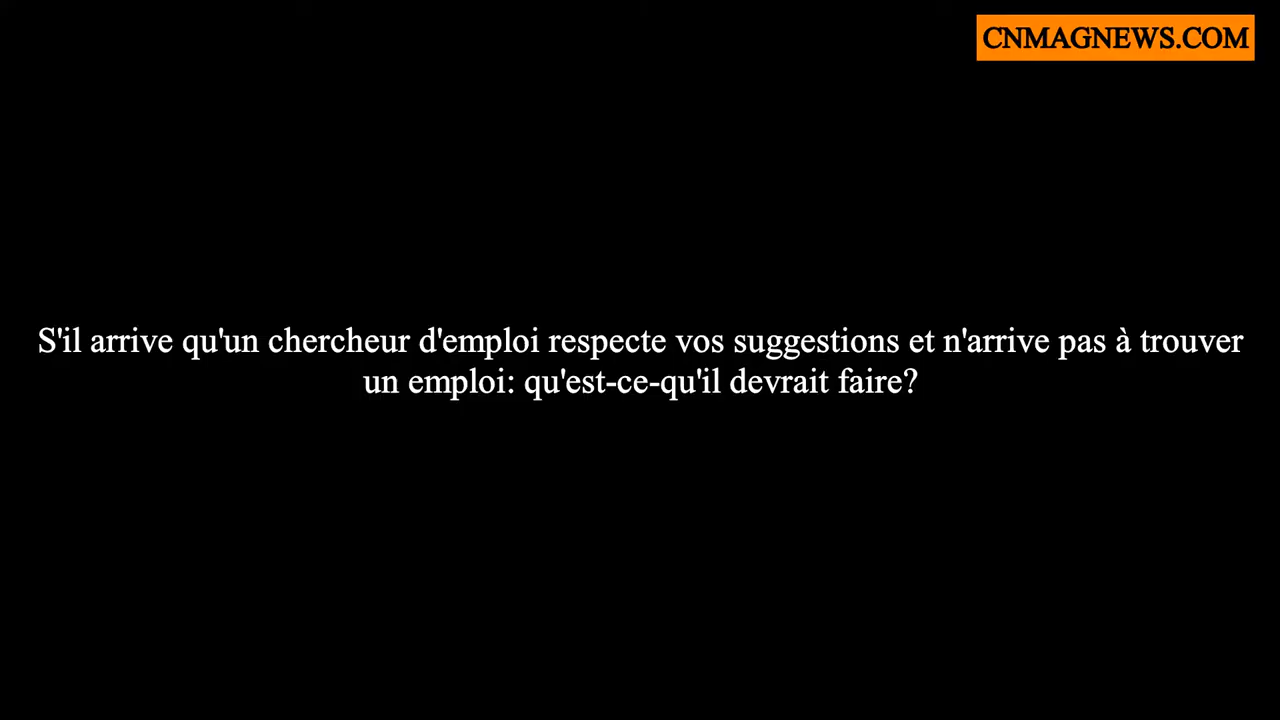 CNMAGNEWS.COM
S'il arrive qu'un chercheur d'emploi respecte vos suggestions et n'arrive pas à trouver
un emploi: qu'est-ce-qu'il devrait faire?